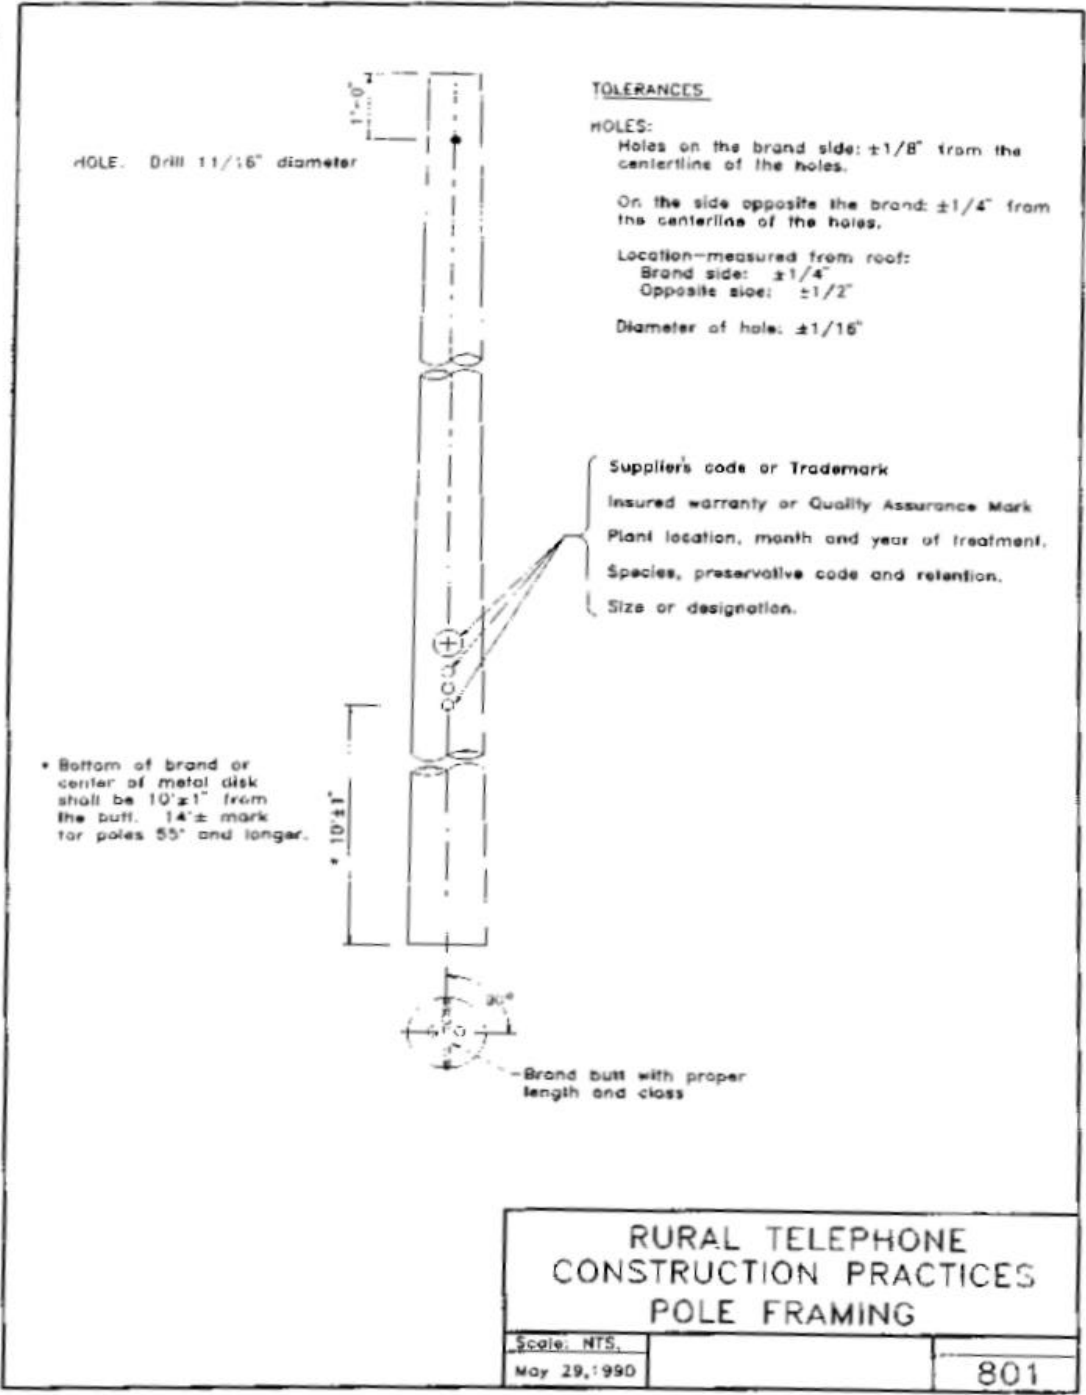 1'-0"
HOLE. Drill 11/16" diameter
TOLERANCES
HOLES:
Holes on the brand side: ±1/8" from the
centertline of the holes.
On the side opposite the brand: ±1/4" from
the centerline of the holes.
Location-measured from roof:
Brand side: ±1/4"
Opposite side: ±1/2"
Diameter of hole: ±1/16"
Supplier's code or Trademark
Insured warranty or Quality Assurance Mark
Plant location, month and year of treatment.
Species, preservative code and retention.
Size or designation.
* Bottom of brand or
center of metal disk
shall be 10'±1" from
the butt. 14'± mark
for poles 55' and longer.
* 10'±1"
90°
Brand butt with proper
length and class
RURAL TELEPHONE
CONSTRUCTION PRACTICES
POLE FRAMING
Scale: NTS.
May 29,1990
801